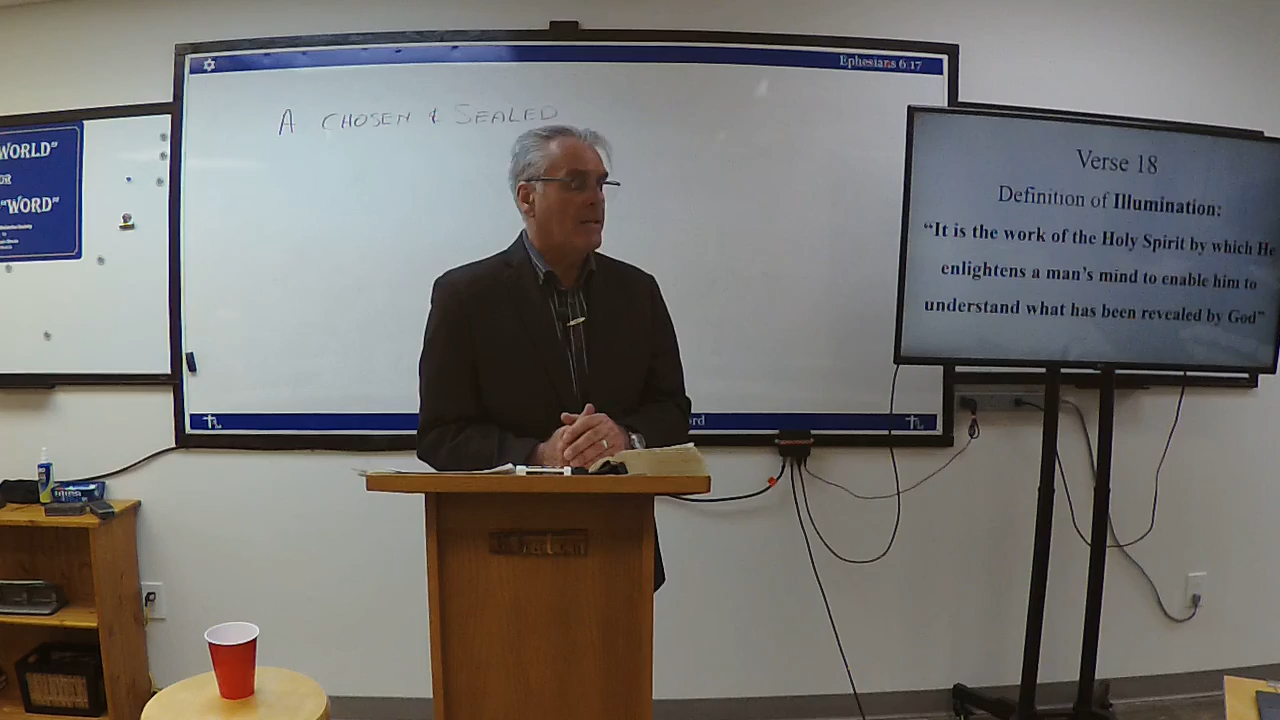 Ephesians 6:17
A CHOSEN & SEALED
WORLD"
OR
"WORD"
Verse 18
Definition of Illumination:
"It is the work of the Holy Spirit by which He
enlightens a man's mind to enable him to
understand what has been revealed by God"